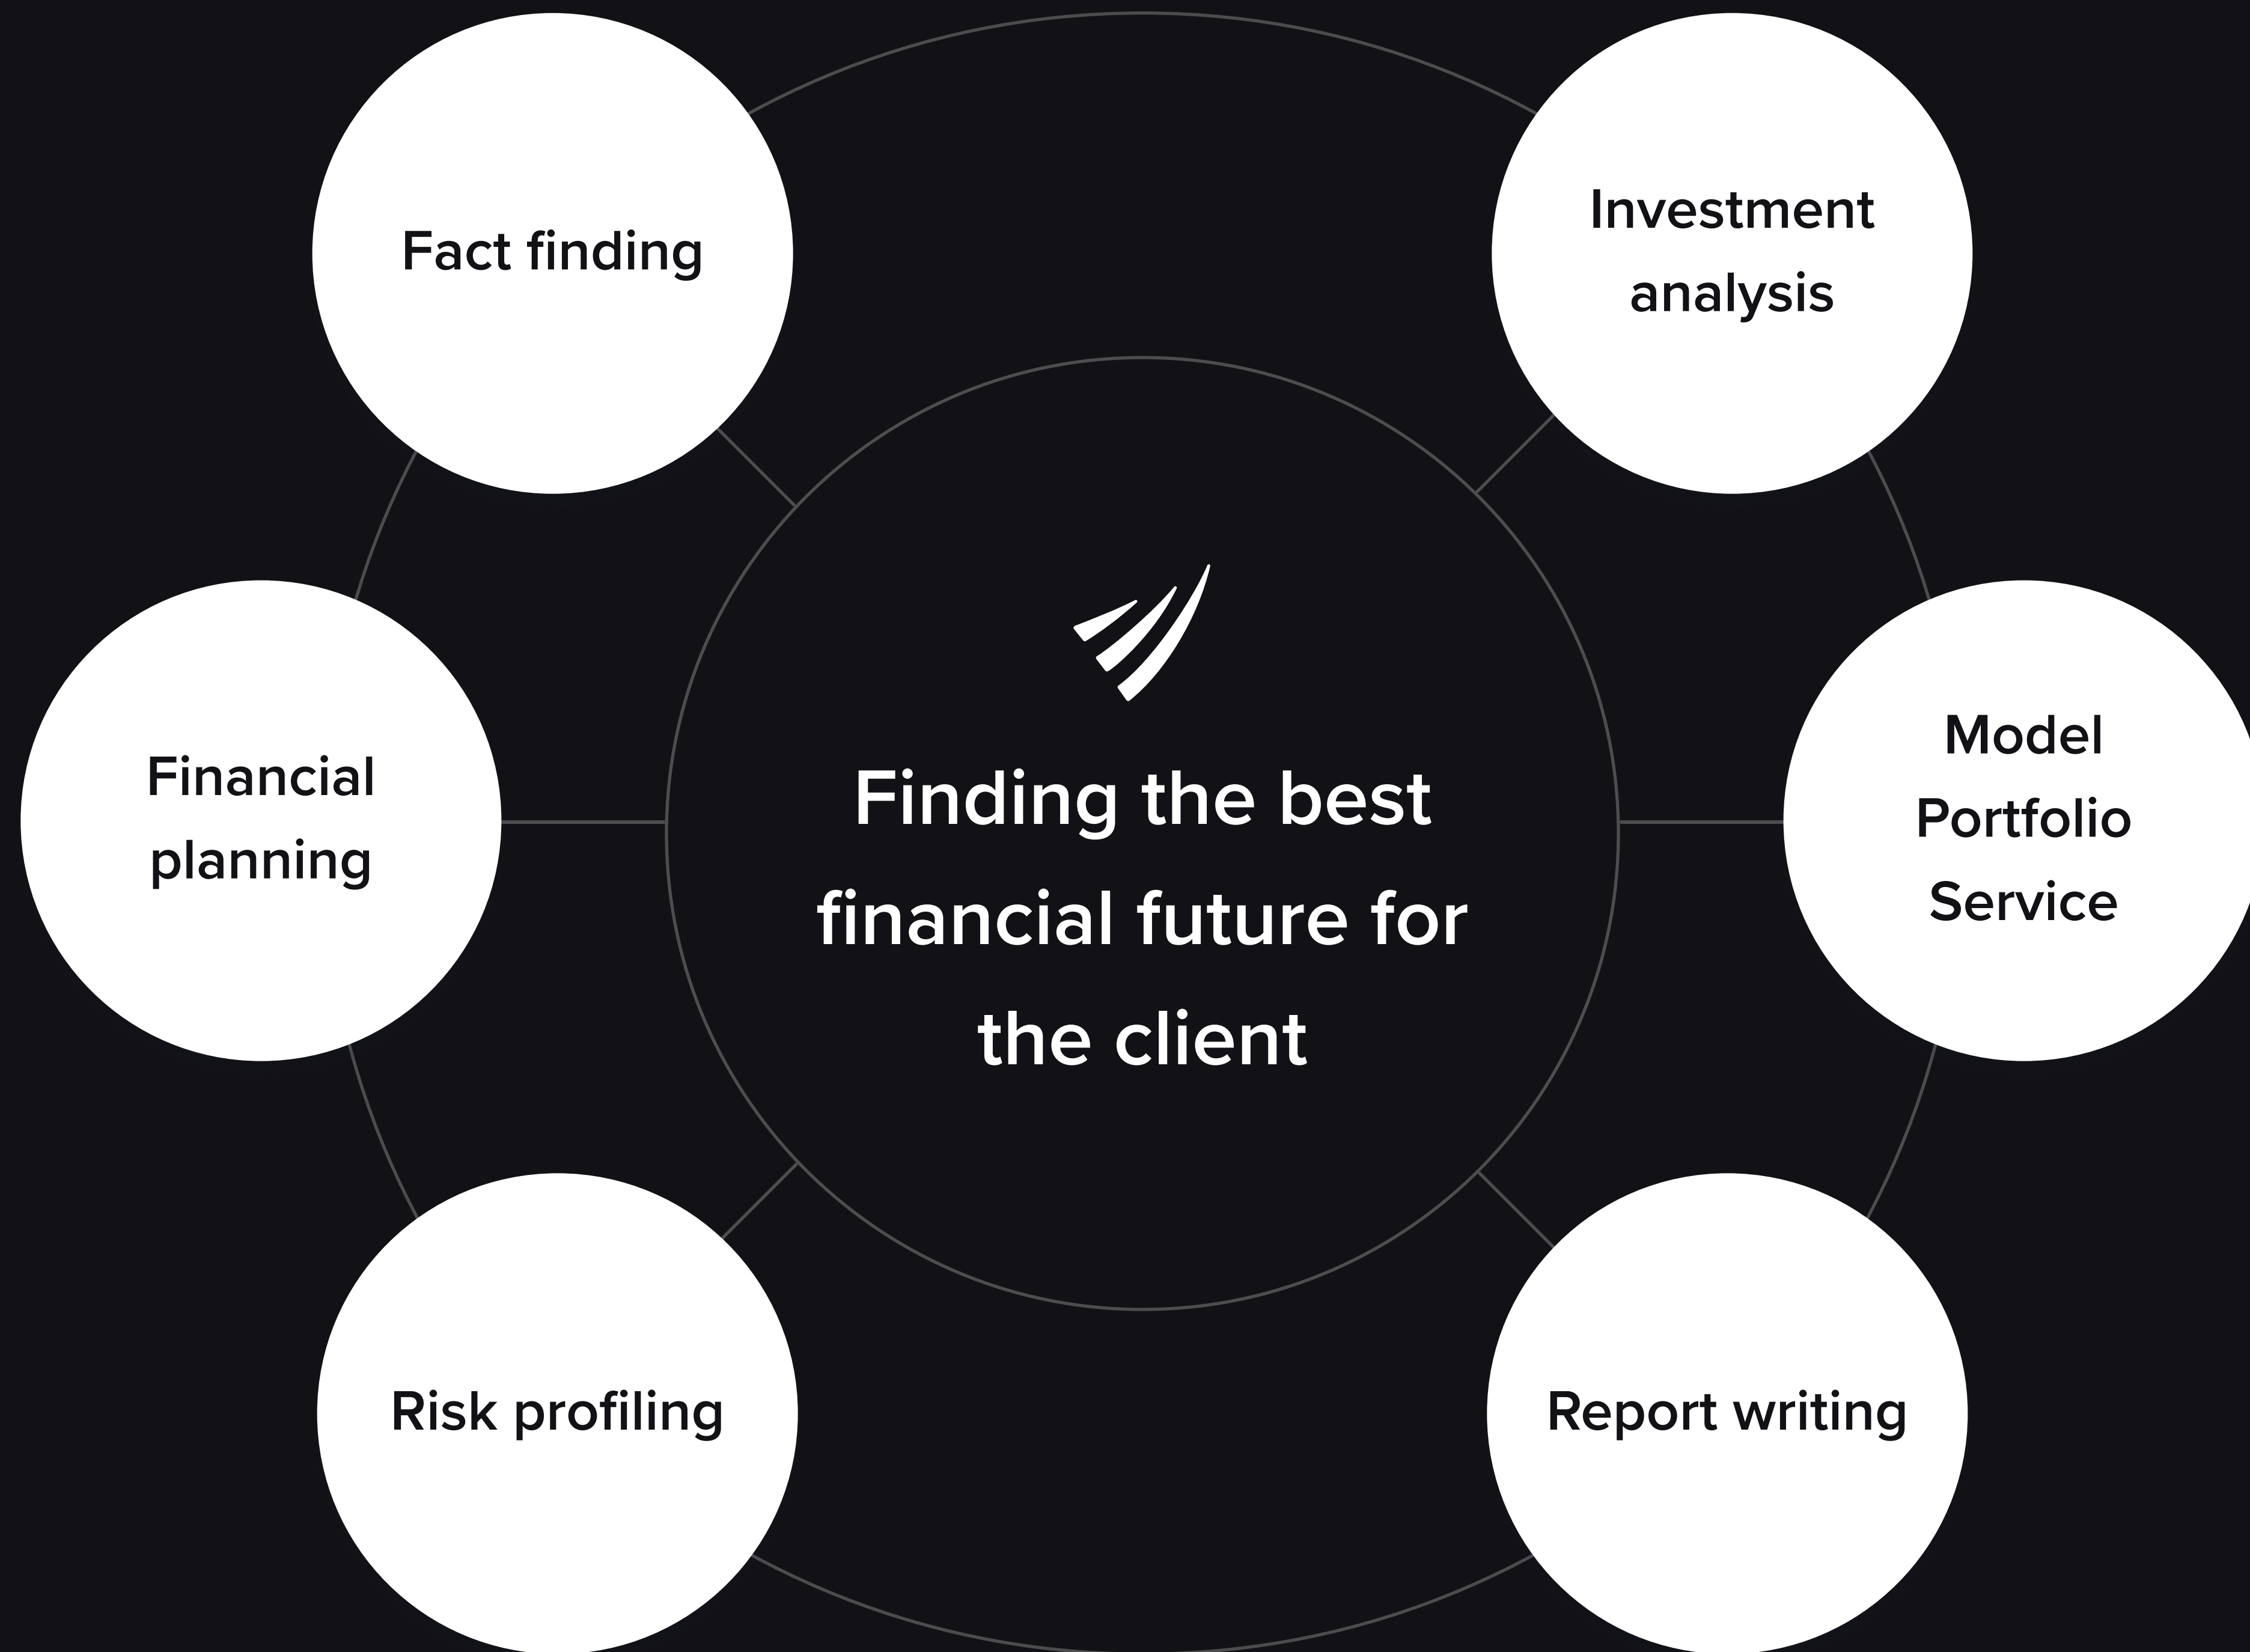 Fact finding
Investment
analysis
Financial
planning
Finding the best
financial future for
the client
Model
Portfolio
Service
Risk profiling
Report writing